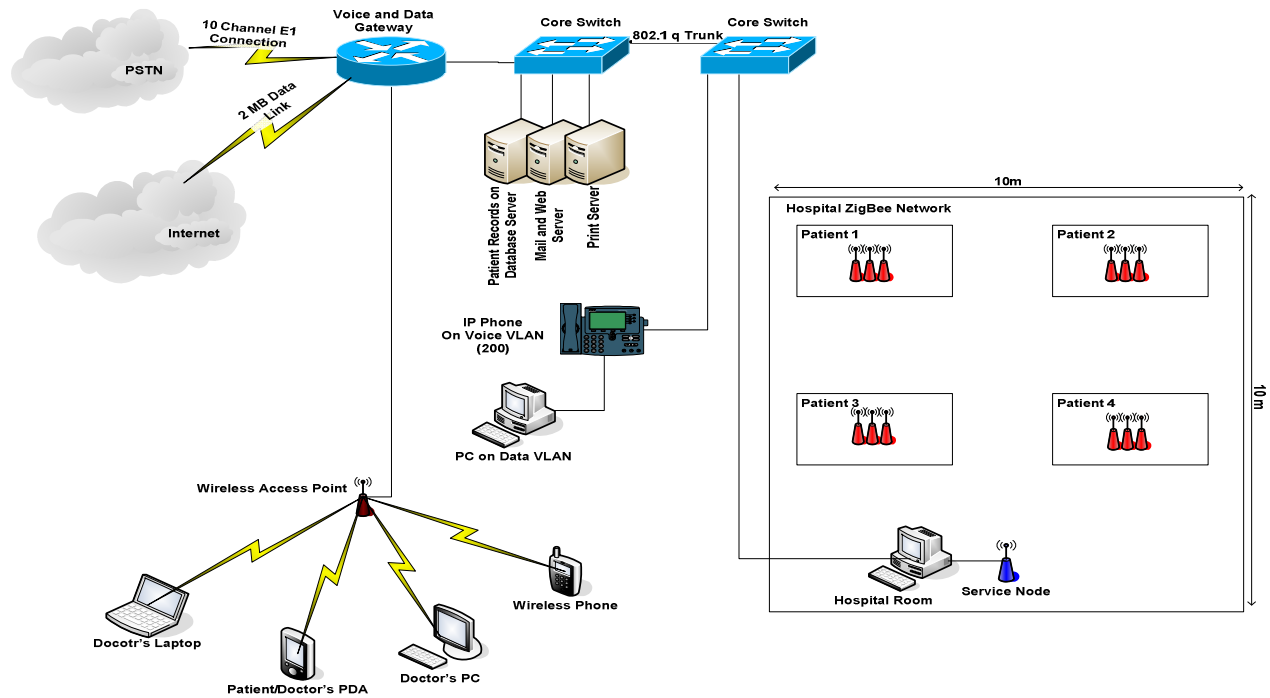 10 Channel E1
Connection
PSTN
2 MB Data
Link
Internet
Voice and Data
Gateway
Core Switch
802.1 q Trunk
Core Switch
Patient Records on
Database Server
Mail and Web
Server
Print Server
IP Phone
On Voice VLAN
(200)
PC on Data VLAN
Wireless Access Point
Docotr's Laptop
Patient/Doctor's PDA
Doctor's PC
Wireless Phone
10m
Hospital ZigBee Network
Patient 1
Patient 2
Patient 3
Patient 4
10m
Hospital Room
Service Node